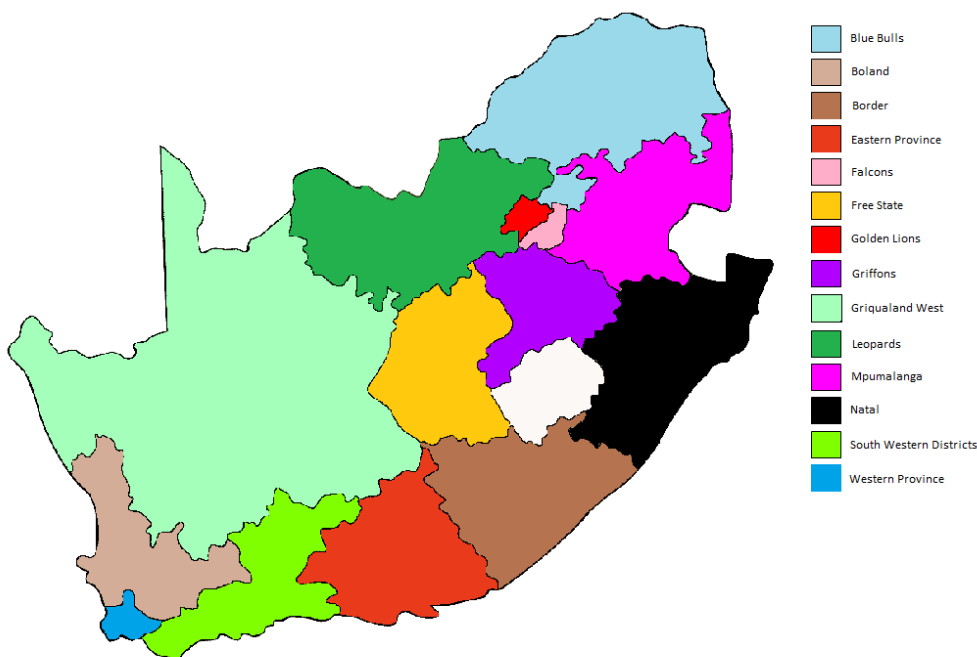 Blue Bulls
Boland
Border
Eastern Province
Falcons
Free State
Golden Lions
Griffons
Griqualand West
Leopards
Mpumalanga
Natal
South Western Districts
Western Province